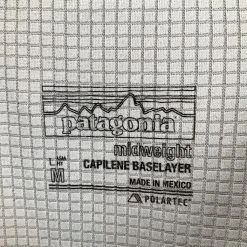 patagonia
midweight
CAPILENE BASELAYER
M
MADE IN MEXICO
POLARTEC